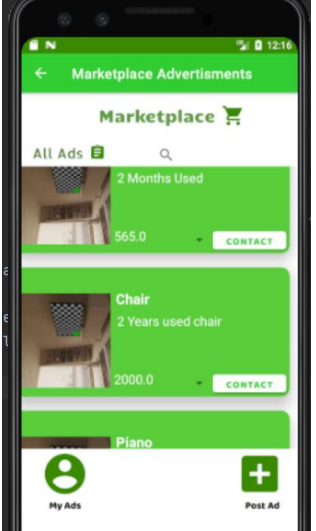 12:16
Marketplace Advertisments
Marketplace
All Ads
2 Months Used
565.0
CONTACT
Chair
2 Years used chair
2000.0
CONTACT
Piano
My Ads
Post Ad